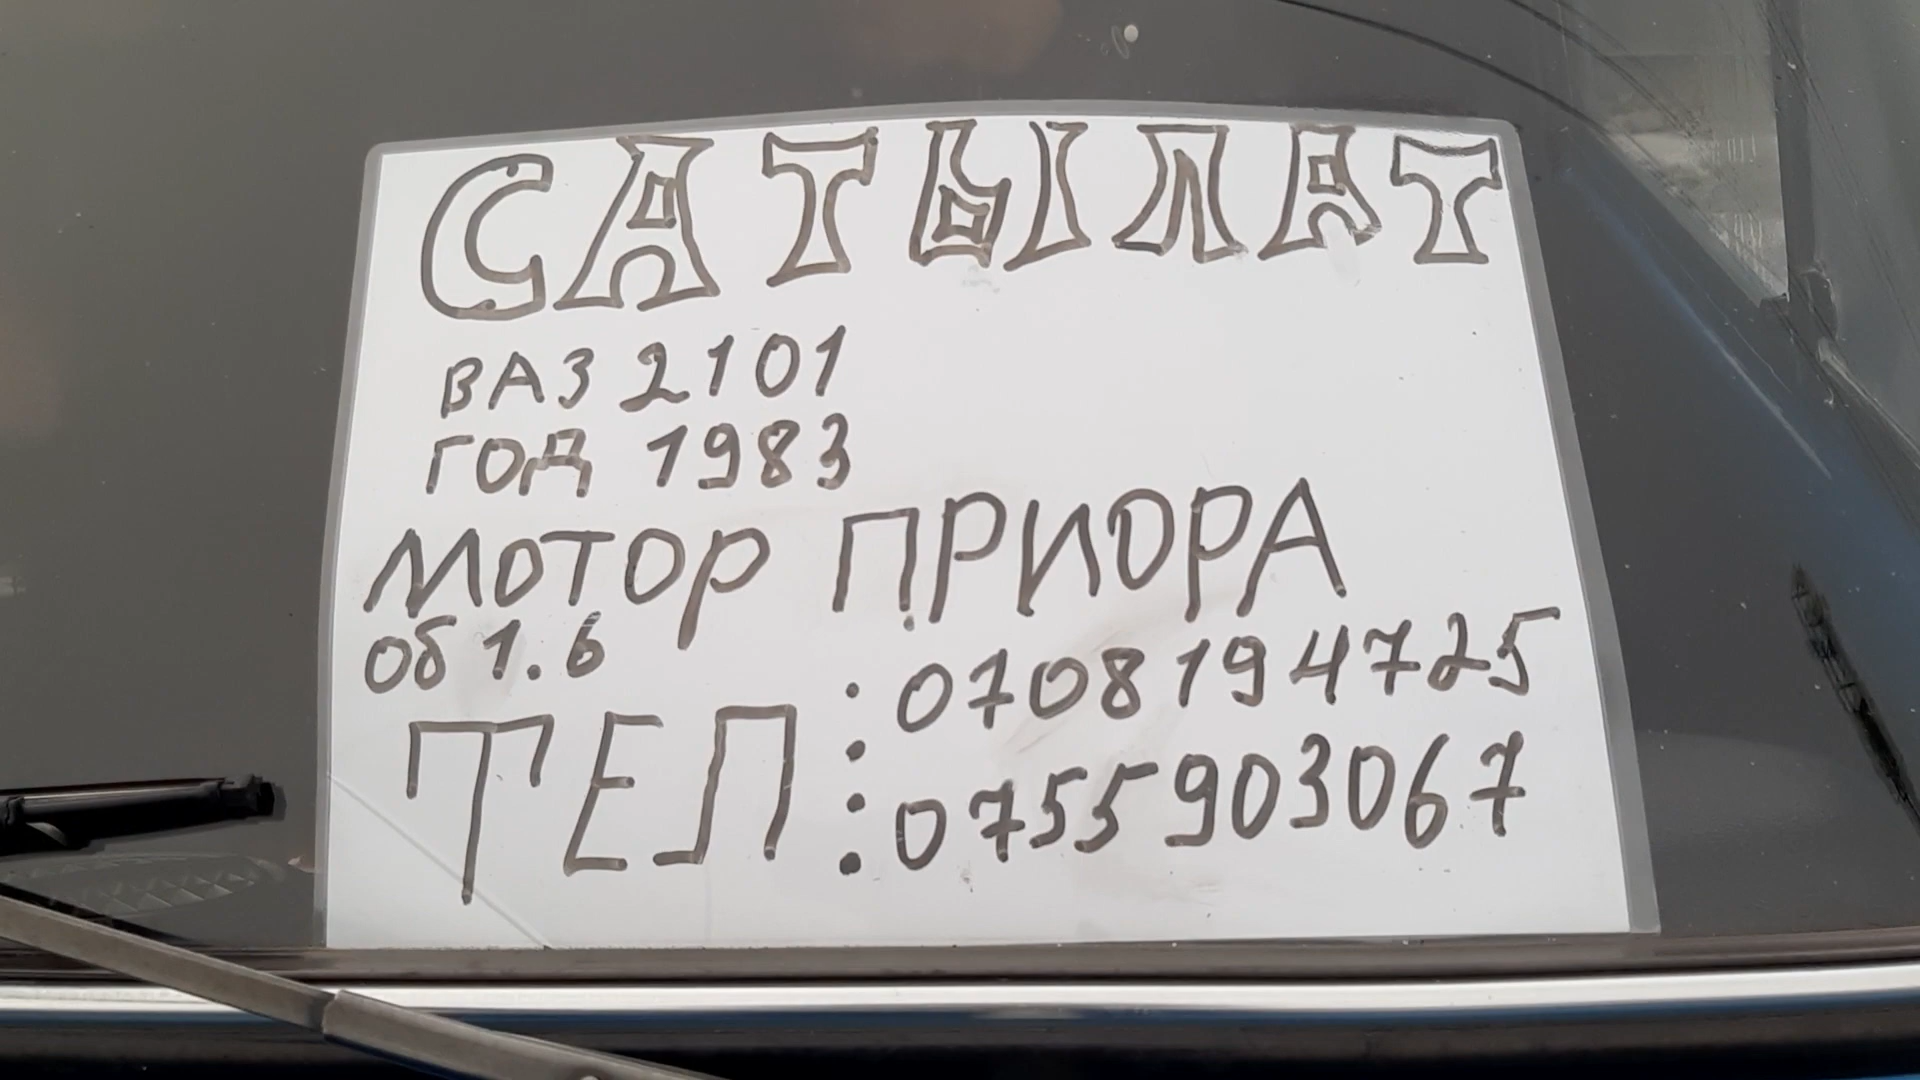 САТЫЛАТ
ВАЗ 2101
ГОД 1983
МОТОР ПРИОРА
Об 1.6
ТЕЛ: 0708194725
: 0755903067